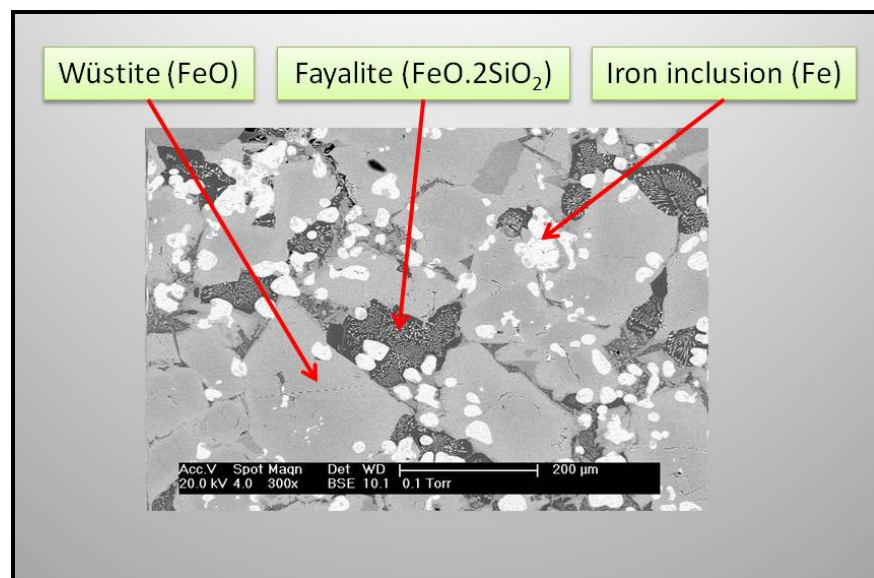 Wüstite (FeO)
Fayalite (FeO.2SiO₂)
Iron inclusion (Fe)
Acc.V Spot Magn Det WD 200 µm
20.0 kV 4.0 300x BSE 10.1 0.1 Torr